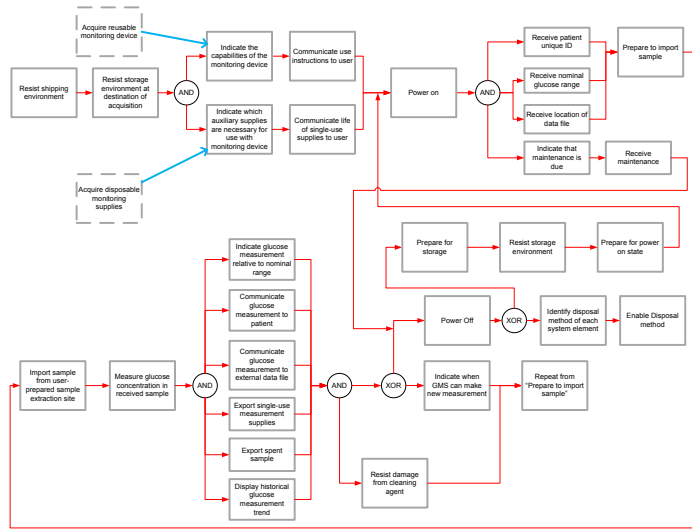 Acquire reusable
monitoring device
Indicate the
capabilities of the
monitoring device
Communicate use
instructions to user
Receive patient
unique ID
Prepare to import
sample
Resist shipping
environment
Resist storage
environment at
destination of
acquisition
AND
Power on
AND
Receive nominal
glucose range
Indicate which
auxiliary supplies
are necessary for
use with
monitoring device
Communicate life
of single-use
supplies to user
Receive location of
data file
Indicate that
maintenance is
due
Receive
maintenance
Acquire disposable
monitoring
supplies
Indicate glucose
measurement
relative to nominal
range
Prepare for
storage
Resist storage
environment
Prepare for power
on state
Communicate
glucose
measurement to
patient
Power Off
XOR
Identify disposal
method of each
system element
Enable Disposal
method
Import sample
from user-
prepared sample
extraction site
Measure glucose
concentration in
received sample
AND
Communicate
glucose
measurement to
external data file
AND
XOR
Indicate when
GMS can make
new measurement
Repeat from
“Prepare to import
sample”
Export single-use
measurement
supplies
Export spent
sample
Resist damage
from cleaning
agent
Display historical
glucose
measurement
trend